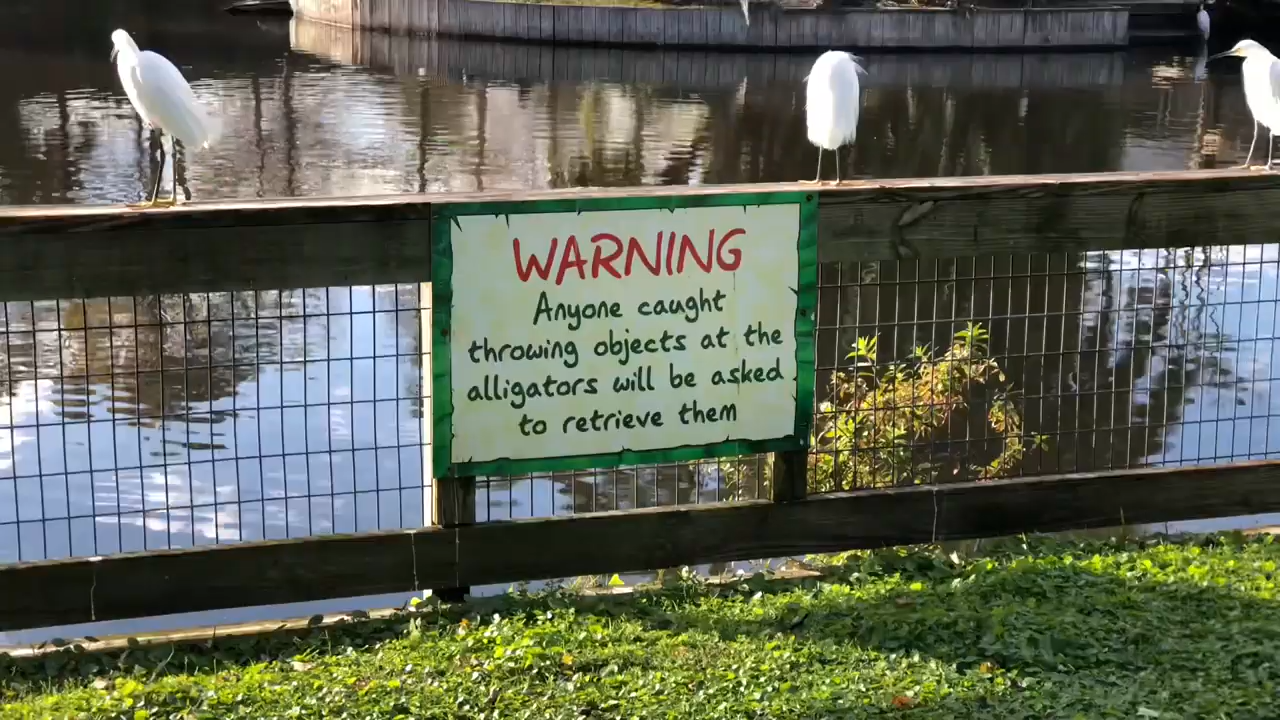 WARNING
Anyone caught
throwing objects at the
alligators will be asked
to retrieve them